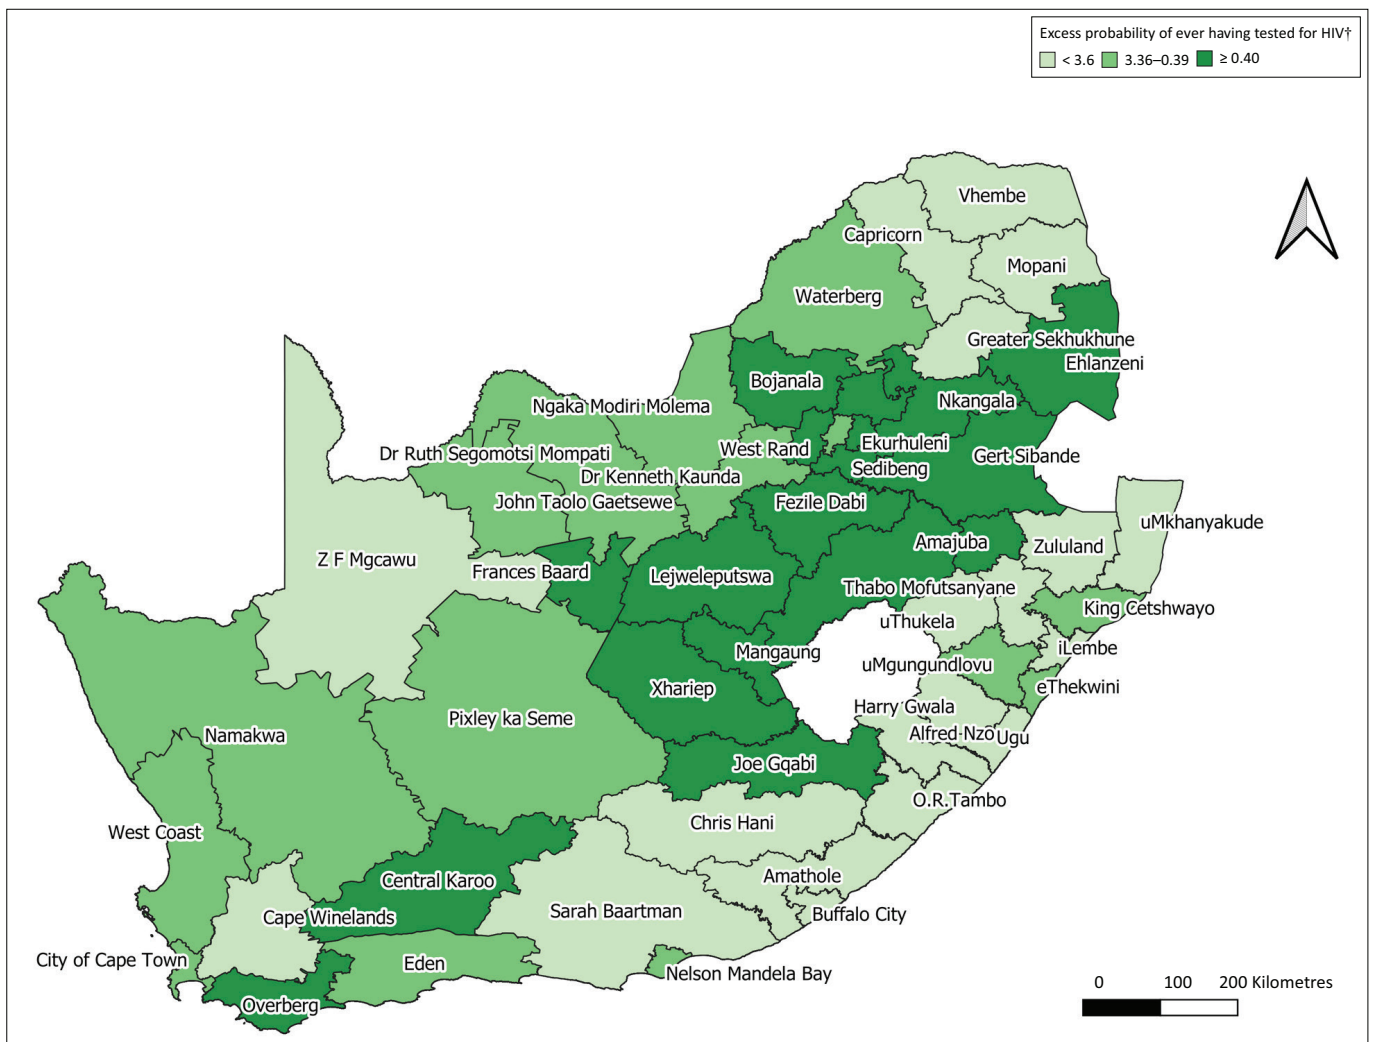 Excess probability of ever having tested for HIV†
< 3.6 3.36–0.39 ≥ 0.40
Vhembe
Capricorn
Mopani
Waterberg
Greater Sekhukhune
Ehlanzeni
Bojanala
Nkangala
Ngaka Modiri Molema
Ekurhuleni
West Rand
Dr Ruth Segomotsi Mompati
Gert Sibande
Sedibeng
Dr Kenneth Kaunda
John Taolo Gaetsewe
Fezile Dabi
uMkhanyakude
Amajuba
Zululand
Z F Mgcawu
Frances Baard
Lejweleputswa
Thabo Mofutsanyane
King Cetshwayo
uThukela
iLembe
Mangaung
uMgungundlovu
eThekwini
Xhariep
Harry Gwala
Pixley ka Seme
Alfred Nzo
Ugu
Namakwa
Joe Gqabi
O.R.Tambo
Chris Hani
West Coast
Amathole
Central Karoo
Sarah Baartman
Buffalo City
Cape Winelands
City of Cape Town
Eden
Nelson Mandela Bay
Overberg
0 100 200 Kilometres